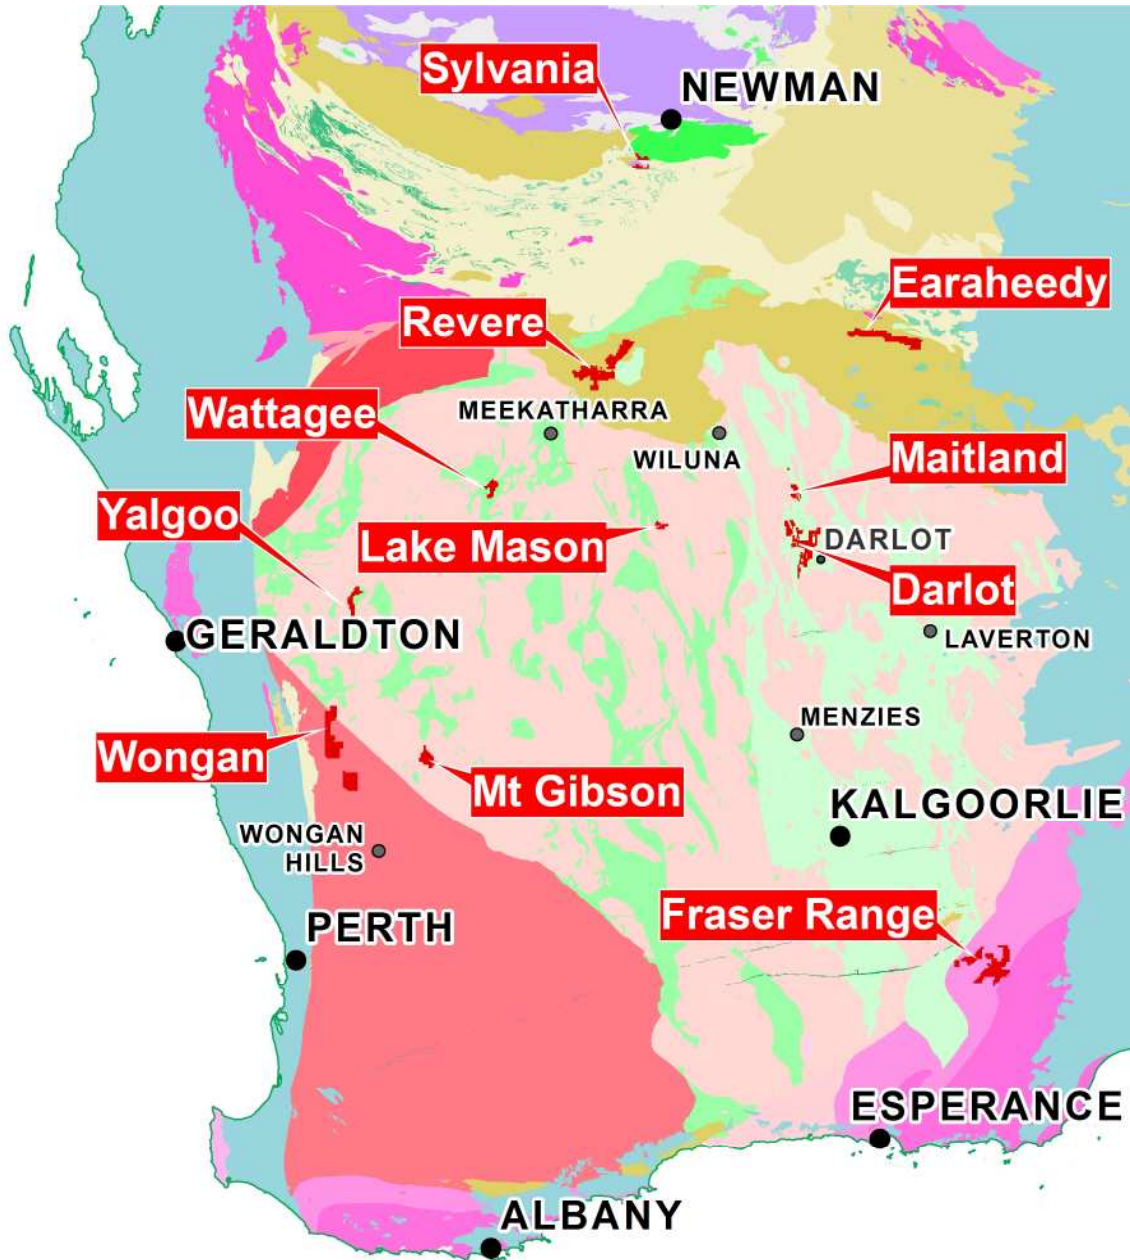 Sylvania
NEWMAN
Earaheedy
Revere
Wattagee
MEEKATHARRA
WILUNA
Maitland
Yalgoo
Lake Mason
DARLOT
Darlot
GERALDTON
LAVERTON
MENZIES
Wongan
Mt Gibson
KALGOORLIE
WONGAN
HILLS
Fraser Range
PERTH
ESPERANCE
ALBANY